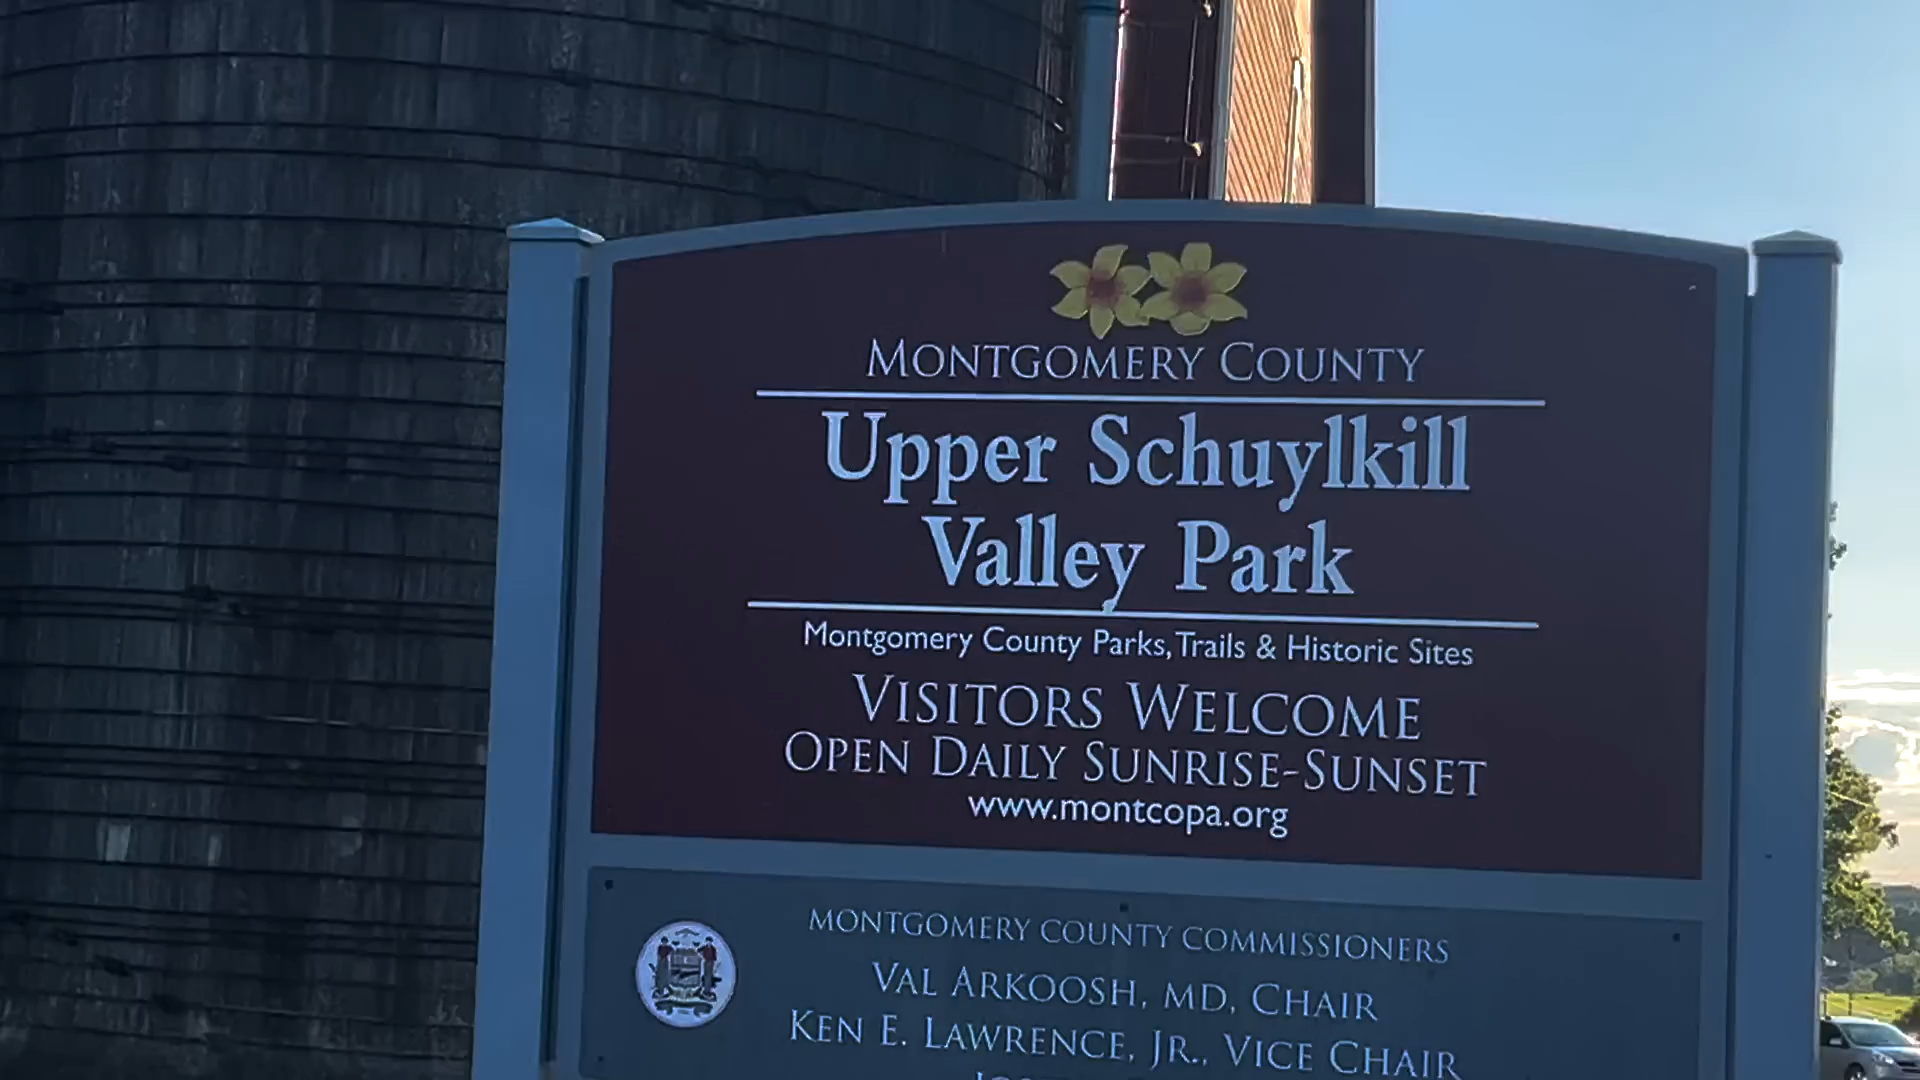 MONTGOMERY COUNTY
Upper Schuylkill
Valley Park
Montgomery County Parks, Trails & Historic Sites
VISITORS WELCOME
OPEN DAILY SUNRISE-SUNSET
www.montcopa.org
MONTGOMERY COUNTY COMMISSIONERS
VAL ARKOOSH, MD, CHAIR
KEN E. LAWRENCE, JR., VICE CHAIR